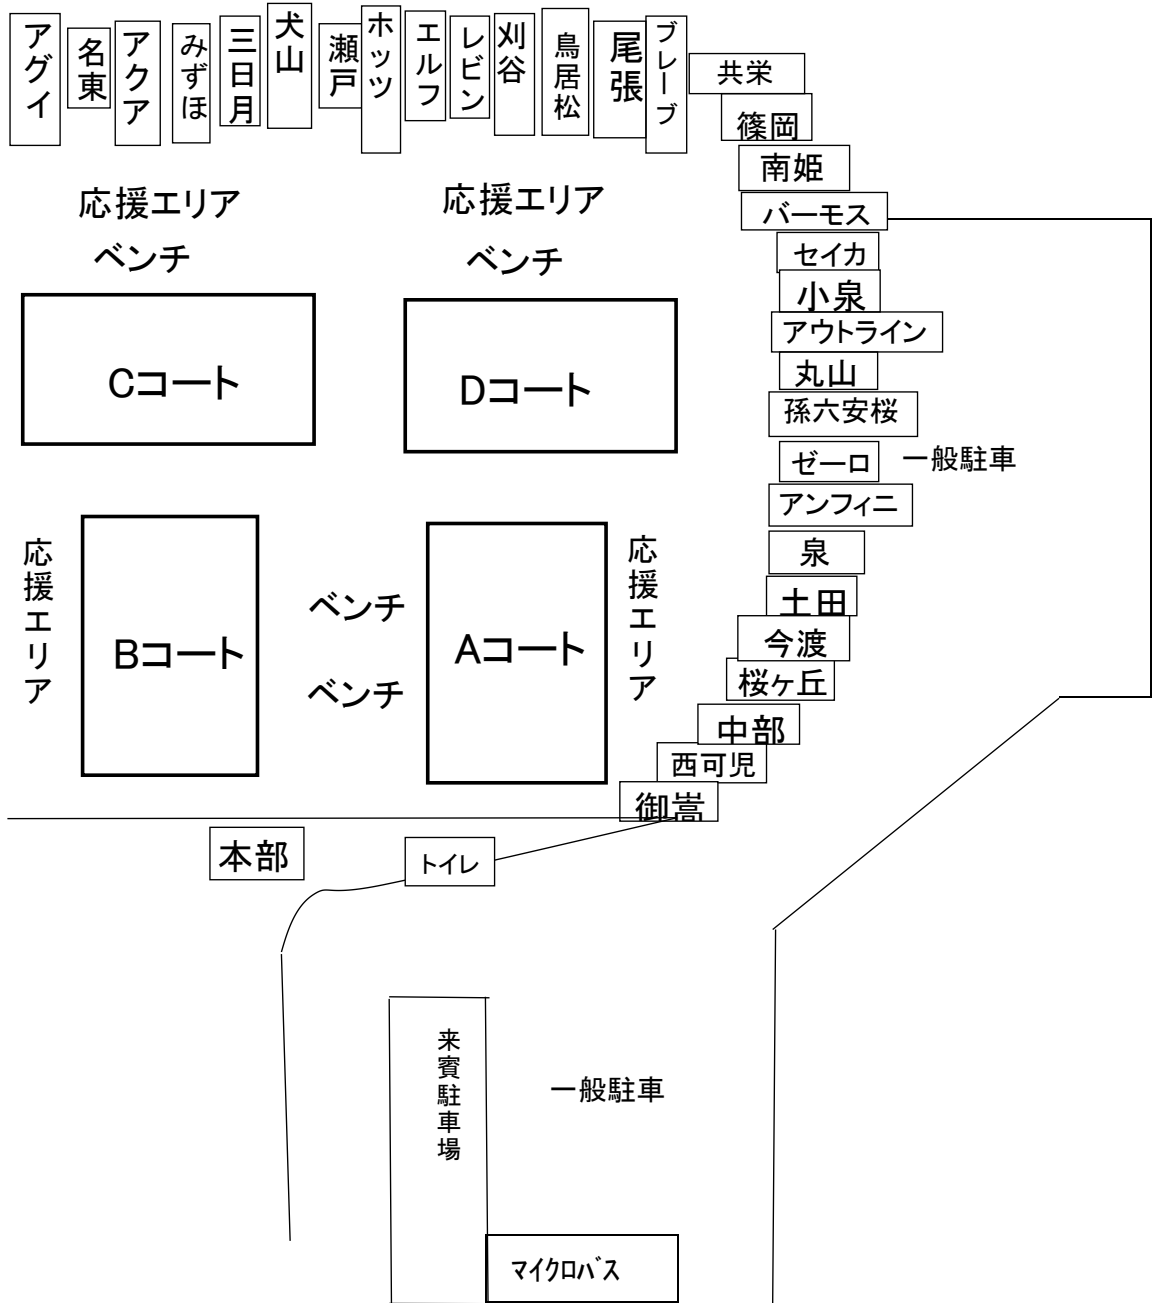 アグイ
名東
アクア
みずほ
三日月
犬山
瀬戸
ホッツ
エルフ
レビン
刈谷
鳥居松
尾張
ブレーブ
共栄
篠岡
南姫
バーモス
セイカ
小泉
アウトライン
丸山
孫六安桜
ゼーロ
アンフィニ
泉
土田
今渡
桜ヶ丘
中部
西可児
御嵩
一般駐車
応援エリア
ベンチ
応援エリア
ベンチ
Cコート
Dコート
応援エリア
Bコート
ベンチ
ベンチ
Aコート
応援エリア
本部
トイレ
来賓駐車場
一般駐車
ﾏｲｸﾛﾊﾞｽ